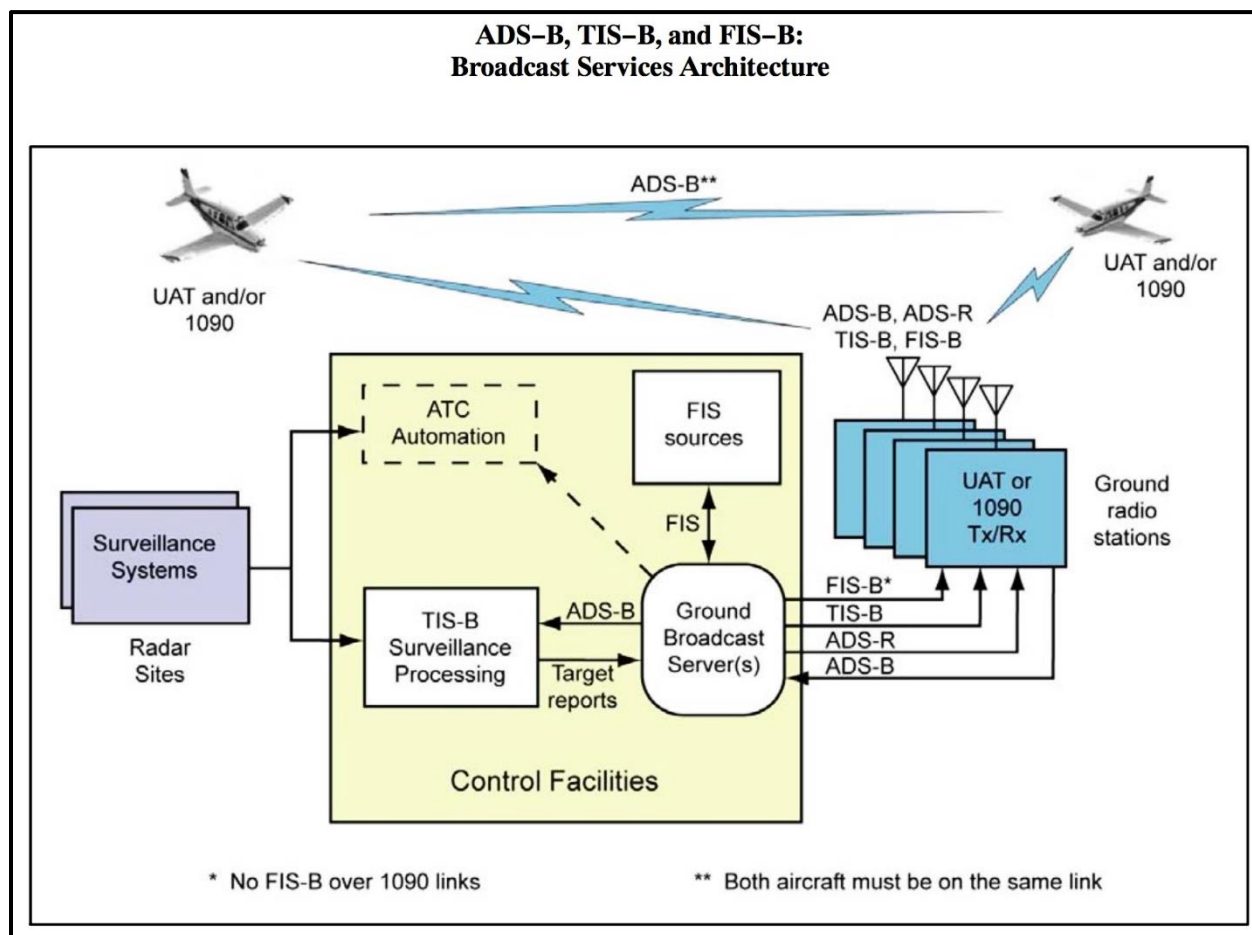 ADS–B, TIS–B, and FIS–B:
Broadcast Services Architecture
ADS-B**
UAT and/or
1090
UAT and/or
1090
ADS-B, ADS-R
TIS-B, FIS-B
ATC
Automation
FIS
sources
UAT or
1090
Tx/Rx
Ground
radio
stations
Surveillance
Systems
Radar
Sites
FIS
TIS-B
Surveillance
Processing
ADS-B
Target
reports
Ground
Broadcast
Server(s)
FIS-B*
TIS-B
ADS-R
ADS-B
Control Facilities
* No FIS-B over 1090 links
** Both aircraft must be on the same link